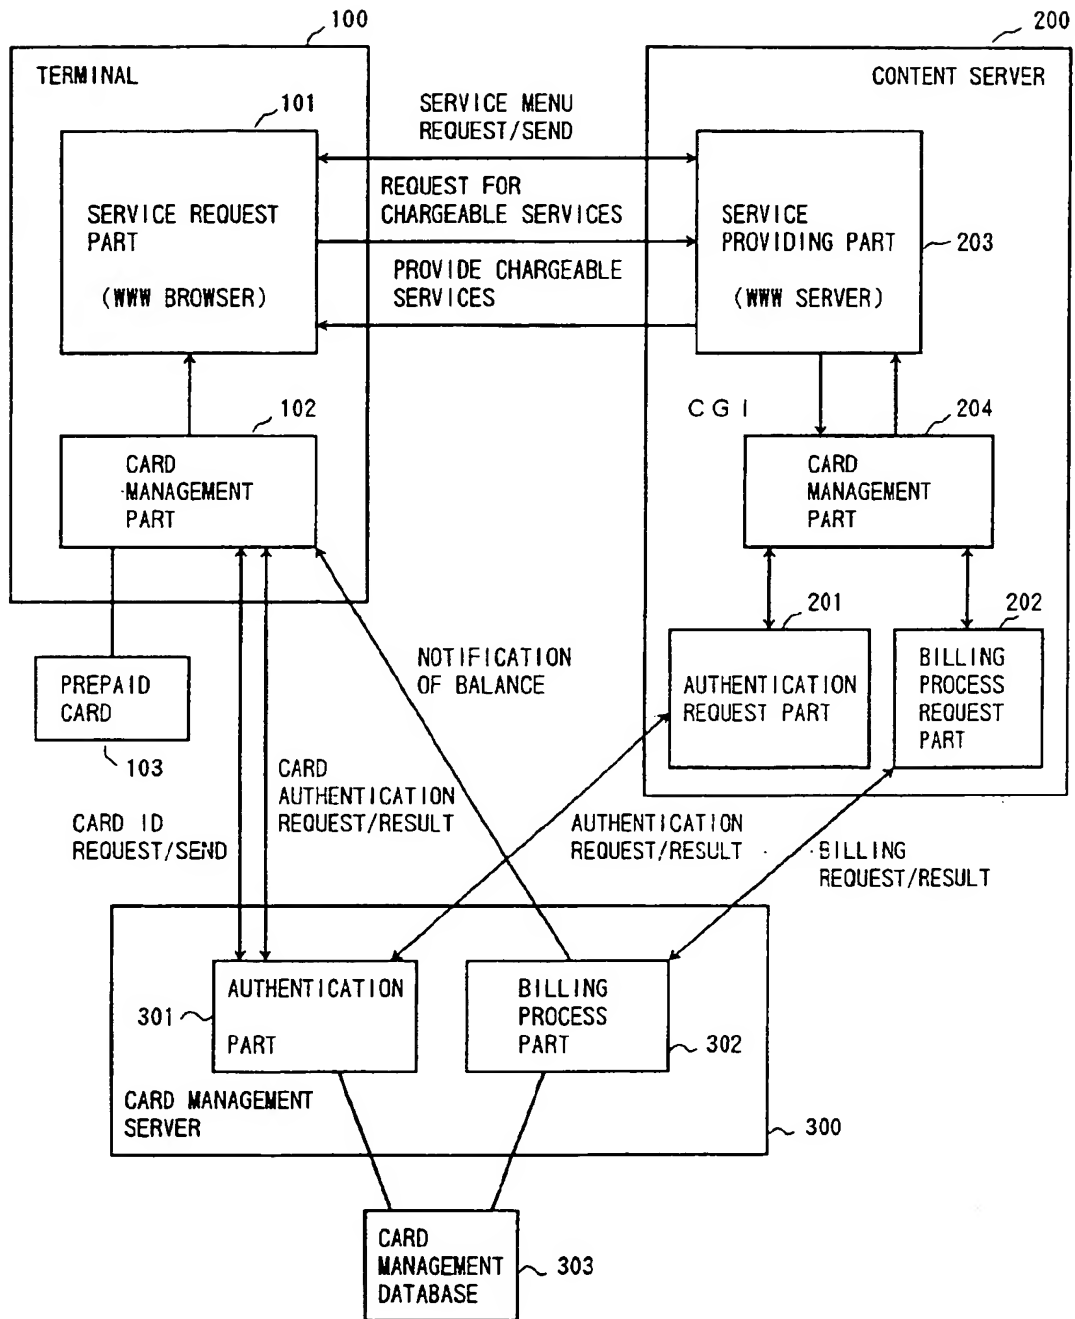 100
200
TERMINAL
CONTENT SERVER
101
SERVICE MENU
REQUEST/SEND
SERVICE REQUEST
PART
(WWW BROWSER)
REQUEST FOR
CHARGEABLE SERVICES
PROVIDE CHARGEABLE
SERVICES
SERVICE
PROVIDING PART
(WWW SERVER)
203
102
CGI
204
CARD
MANAGEMENT
PART
CARD
MANAGEMENT
PART
201
202
PREPAID
CARD
103
NOTIFICATION
OF BALANCE
AUTHENTICATION
REQUEST PART
BILLING
PROCESS
REQUEST
PART
CARD ID
REQUEST/SEND
CARD
AUTHENTICATION
REQUEST/RESULT
AUTHENTICATION
REQUEST/RESULT
BILLING
REQUEST/RESULT
AUTHENTICATION
PART
301
BILLING
PROCESS
PART
302
CARD MANAGEMENT
SERVER
300
CARD
MANAGEMENT
DATABASE
303